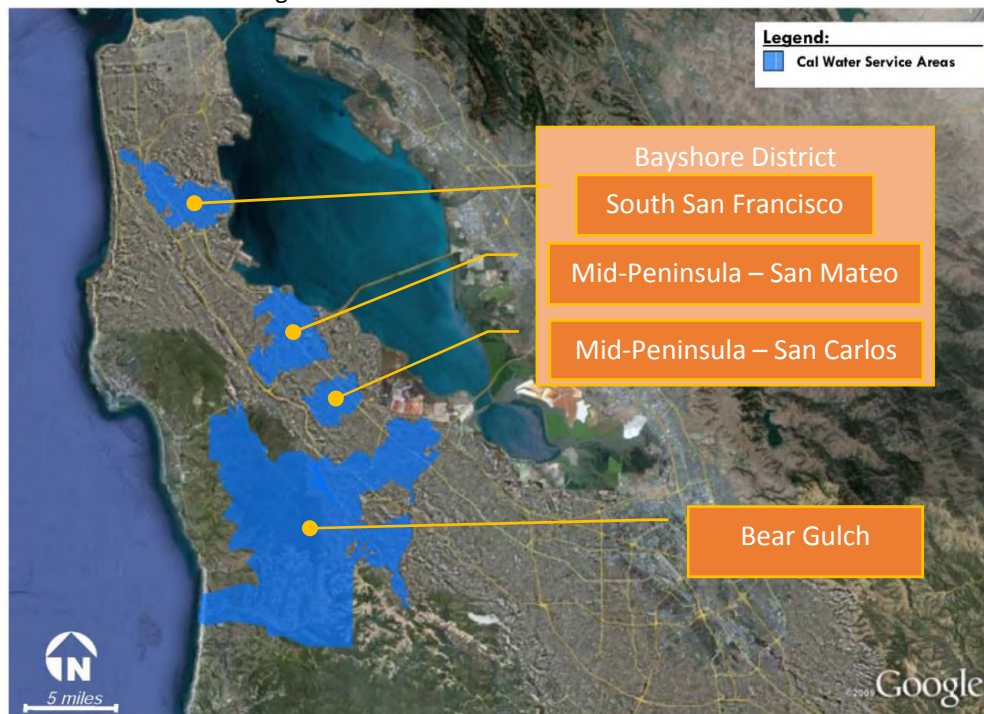 Legend:
Cal Water Service Areas
Bayshore District
South San Francisco
Mid-Peninsula – San Mateo
Mid-Peninsula – San Carlos
Bear Gulch
N
5 miles
©2009 Google